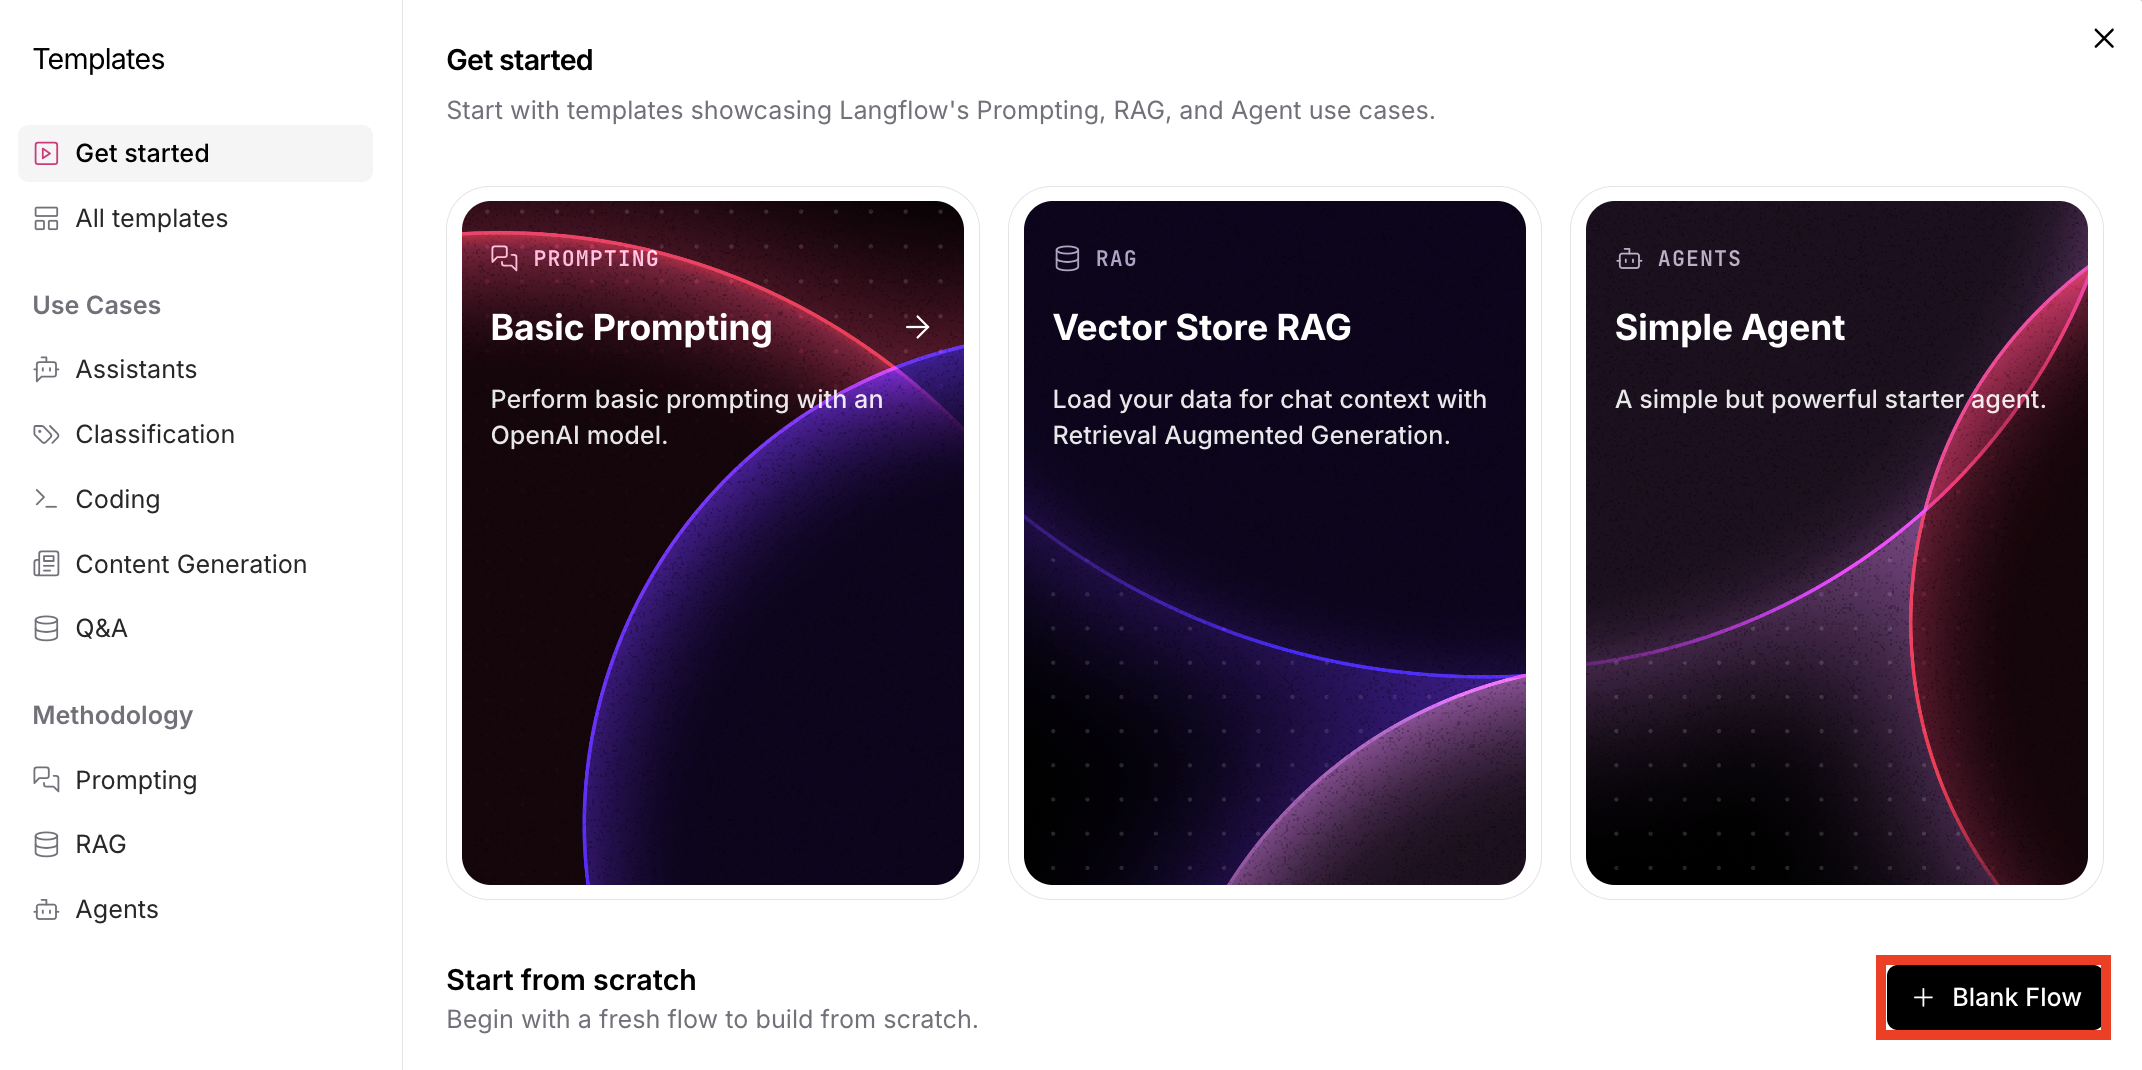 Templates
Get started
All templates
Use Cases
Assistants
Classification
Coding
Content Generation
Q&A
Methodology
Prompting
RAG
Agents
Get started
Start with templates showcasing Langflow's Prompting, RAG, and Agent use cases.
PROMPTING
Basic Prompting
Perform basic prompting with an
OpenAI model.
RAG
Vector Store RAG
Load your data for chat context with
Retrieval Augmented Generation.
AGENTS
Simple Agent
A simple but powerful starter agent.
Start from scratch
Begin with a fresh flow to build from scratch.
Blank Flow